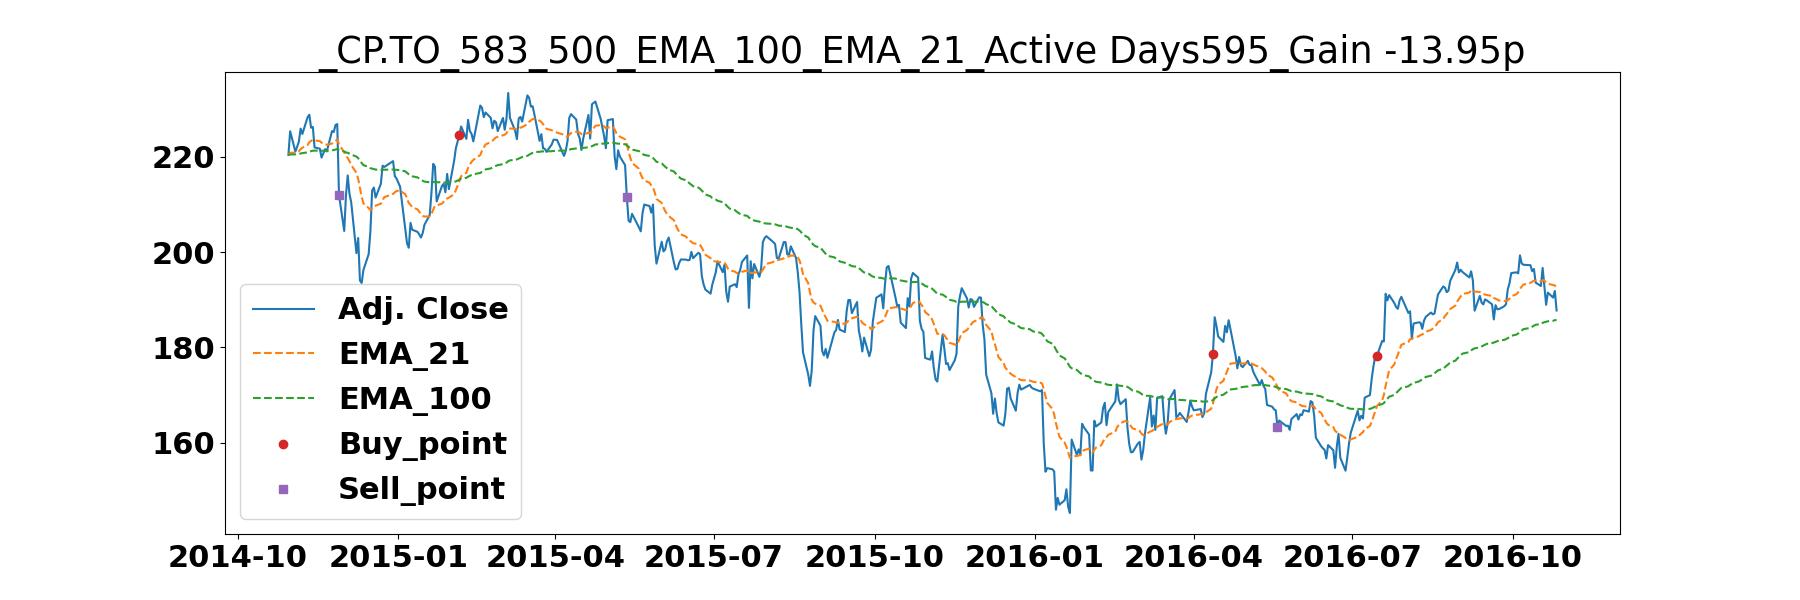 _CP.TO_583_500_EMA_100_EMA_21_Active Days595_Gain -13.95p
220
200
180
160
Adj. Close
EMA_21
EMA_100
Buy_point
Sell_point
2014-10 2015-01 2015-04 2015-07 2015-10 2016-01 2016-04 2016-07 2016-10